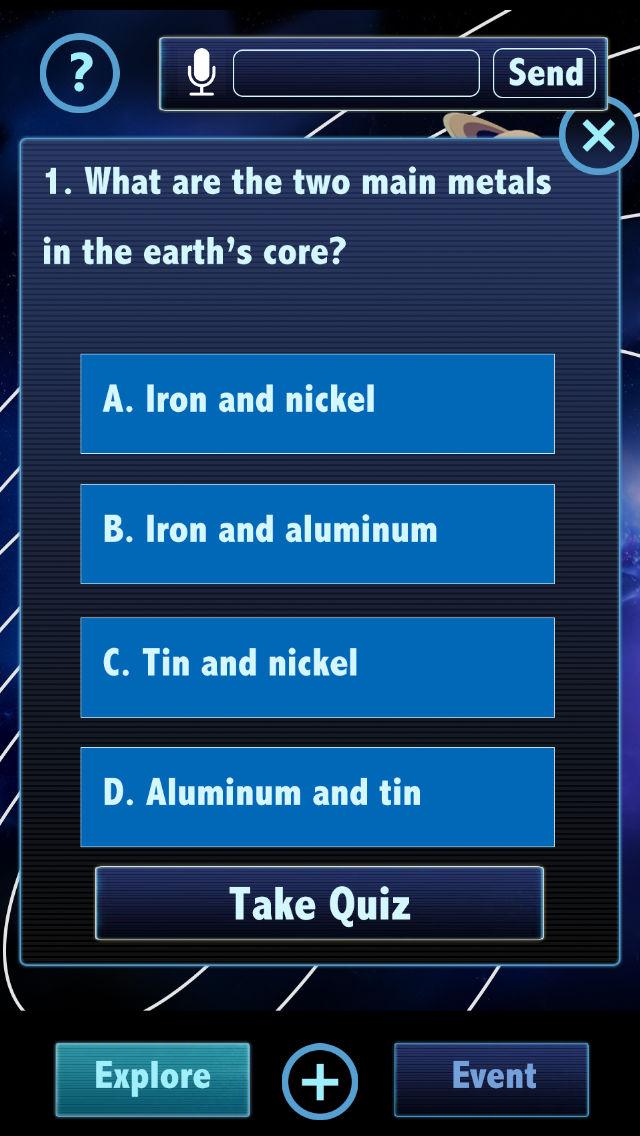 ?
Send
1. What are the two main metals
in the earth’s core?
A. Iron and nickel
B. Iron and aluminum
C. Tin and nickel
D. Aluminum and tin
Take Quiz
Explore
Event